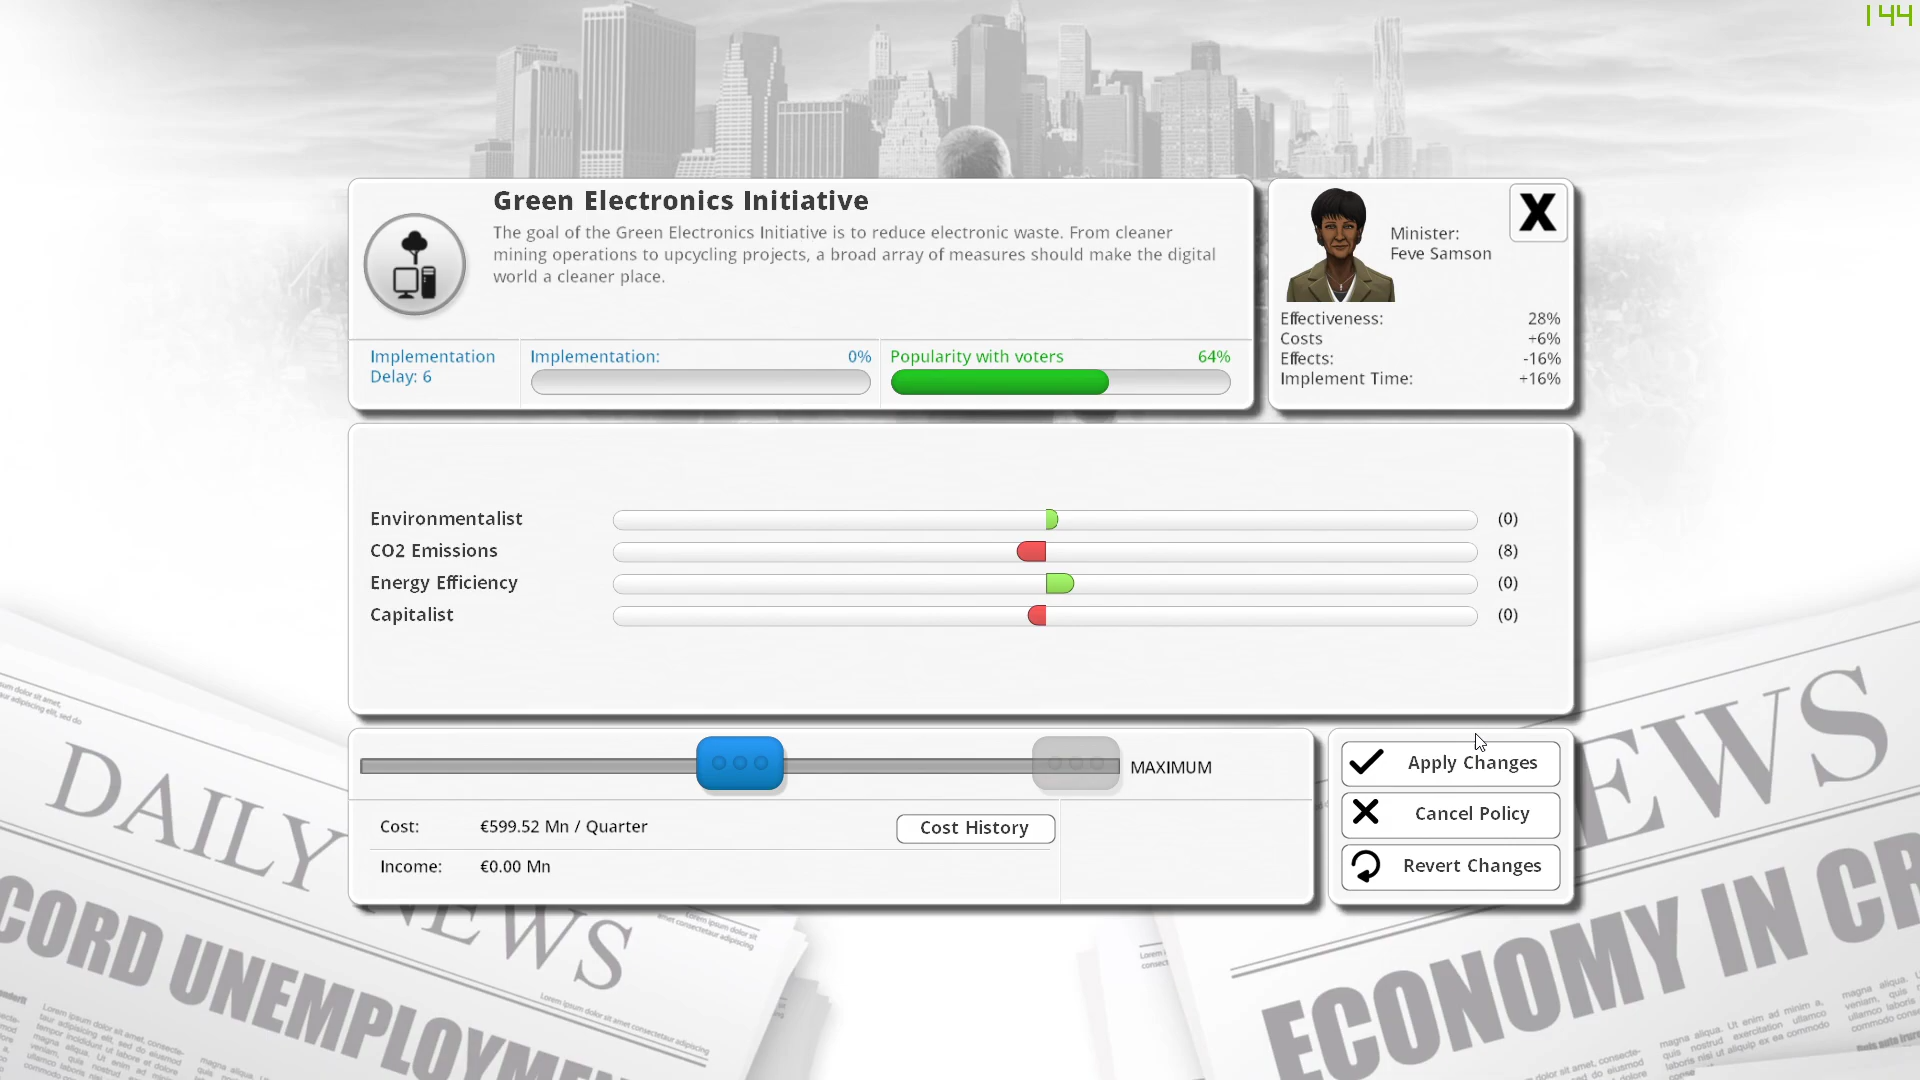 144
Green Electronics Initiative
The goal of the Green Electronics Initiative is to reduce electronic waste. From cleaner
mining operations to upcycling projects, a broad array of measures should make the digital
world a cleaner place.
Implementation
Delay: 6
Implementation: 0%
Popularity with voters 64%
Minister:
Feve Samson
X
Effectiveness: 28%
Costs +6%
Effects: -16%
Implement Time: +16%
Environmentalist (0)
CO2 Emissions (8)
Energy Efficiency (0)
Capitalist (0)
MAXIMUM
Cost: €599.52 Mn / Quarter
Cost History
Income: €0.00 Mn
Apply Changes
Cancel Policy
Revert Changes
DAILY NEWS
CORD UNEMPLOYME
EWS
ECONOMY IN CR